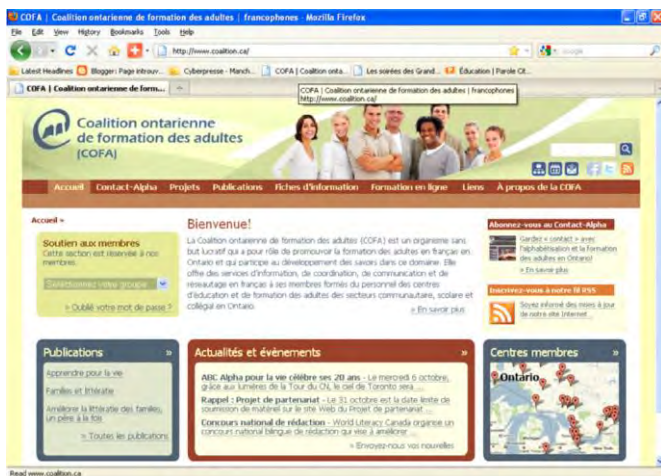 COFA | Coalition ontarienne de formation des adultes | francophones - Mozilla Firefox
File Edit View History Bookmarks Tools Help
http://www.coalition.ca/
Google
Latest Headlines Blogger: Page introuv... Cyberpresse - Manch... COFA | Coalition onta... Les soirées des Grand... Éducation | Parole Cit...
COFA | Coalition ontarienne de form...
COFA | Coalition ontarienne de formation des adultes | francophones
http://www.coalition.ca/
Coalition ontarienne
de formation des adultes
(COFA)
Accueil Contact-Alpha Projets Publications Fiches d'information Formation en ligne Liens À propos de la COFA
Accueil »
Soutien aux membres
Cette section est réservée à nos
membres.
Sélectionnez votre groupe
» Oublié votre mot de passe ?
Bienvenue!
La Coalition ontarienne de formation des adultes (COFA) est un organisme sans
but lucratif qui a pour rôle de promouvoir la formation des adultes en français en
Ontario et qui participe au développement des savoirs dans ce domaine. Elle
offre des services d'information, de coordination, de communication et de
réseautage en français à ses membres formés du personnel des centres
d'éducation et de formation des adultes des secteurs communautaire, scolaire et
collégial en Ontario.
» En savoir plus
Abonnez-vous au Contact-Alpha
Gardez « contact » avec
l'alphabétisation et la formation
des adultes en Ontario!
» En savoir plus
Inscrivez-vous à notre fil RSS
Soyez informé des mises à jour
de notre site Internet
Publications »
Apprendre pour la vie
Familles et littératie
Améliorer la littératie des familles,
un père à la fois
» Toutes les publications
Actualités et évènements »
ABC Alpha pour la vie célèbre ses 20 ans - Le mercredi 6 octobre,
grâce aux lumières de la Tour du CN, le ciel de Toronto sera ...
Rappel : Projet de partenariat - Le 31 octobre est la date limite de
soumission de matériel sur le site Web du Projet de partenariat ...
Concours national de rédaction - World Literacy Canada organise un
concours national bilingue de rédaction qui vise à améliorer ...
» Envoyez-nous vos nouvelles
Centres membres »
Ontario
Read www.coalition.ca